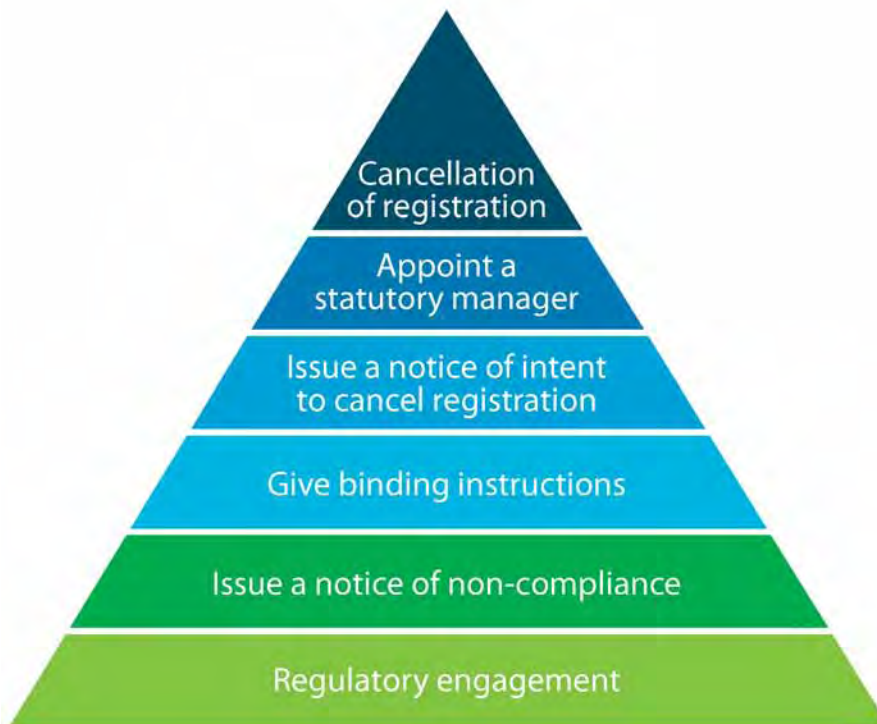 Cancellation
of registration
Appoint a
statutory manager
Issue a notice of intent
to cancel registration
Give binding instructions
Issue a notice of non-compliance
Regulatory engagement